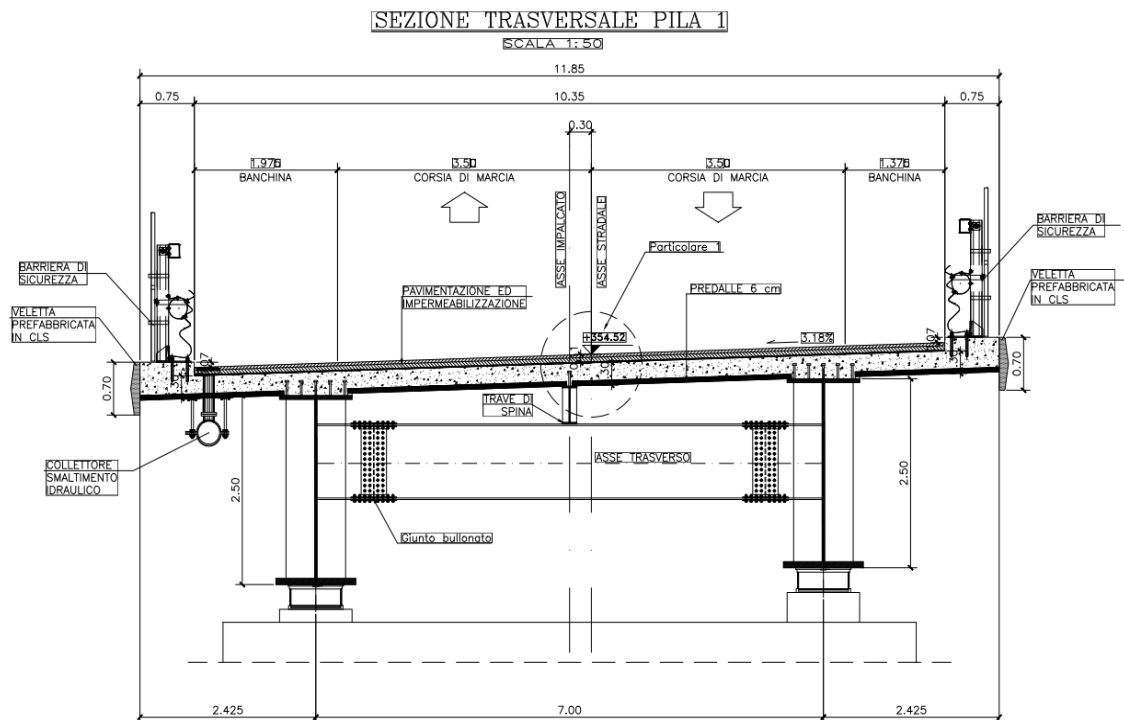 SEZIONE TRASVERSALE PILA 1
SCALA 1:50
11.85
0.75
10.35
0.75
0.30
1.975
BANCHINA
3.50
CORSIA DI MARCIA
3.50
CORSIA DI MARCIA
1.375
BANCHINA
ASSE IMPALCATO
ASSE STRADALE
Particolare 1
BARRIERA DI
SICUREZZA
BARRIERA DI
SICUREZZA
VELETTA
PREFABBRICATA
IN CLS
VELETTA
PREFABBRICATA
IN CLS
PAVIMENTAZIONE ED
IMPERMEABILIZZAZIONE
PREDALLE 6 cm
+354.52
3.18%
0.70
0.70
TRAVE DI
SPINA
ASSE TRASVERSO
COLLETTORE
SMALTIMENTO
IDRAULICO
2.50
2.50
Giunto bullonato
2.425
7.00
2.425